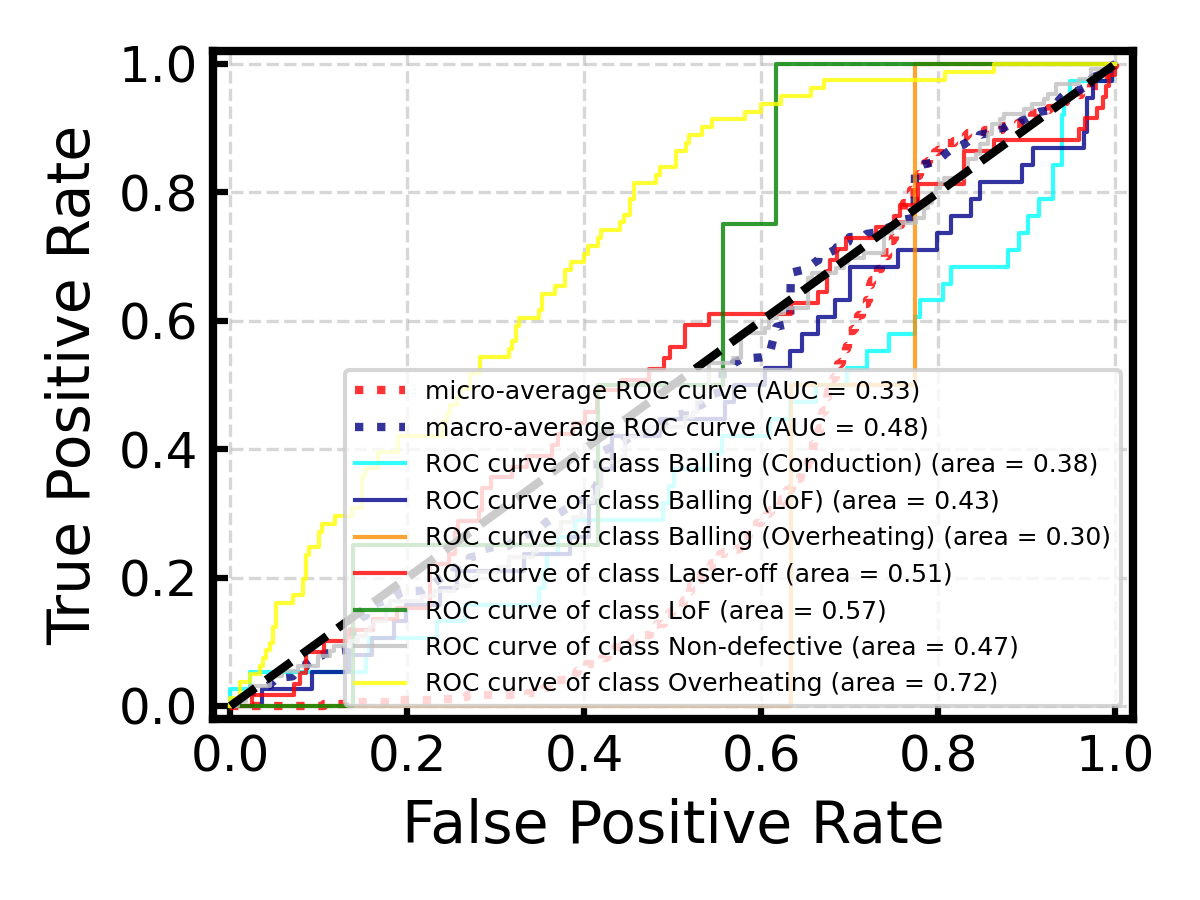 True Positive Rate
1.0
0.8
0.6
0.4
0.2
0.0
micro-average ROC curve (AUC = 0.33)
macro-average ROC curve (AUC = 0.48)
ROC curve of class Balling (Conduction) (area = 0.38)
ROC curve of class Balling (LoF) (area = 0.43)
ROC curve of class Balling (Overheating) (area = 0.30)
ROC curve of class Laser-off (area = 0.51)
ROC curve of class LoF (area = 0.57)
ROC curve of class Non-defective (area = 0.47)
ROC curve of class Overheating (area = 0.72)
0.0 0.2 0.4 0.6 0.8 1.0
False Positive Rate